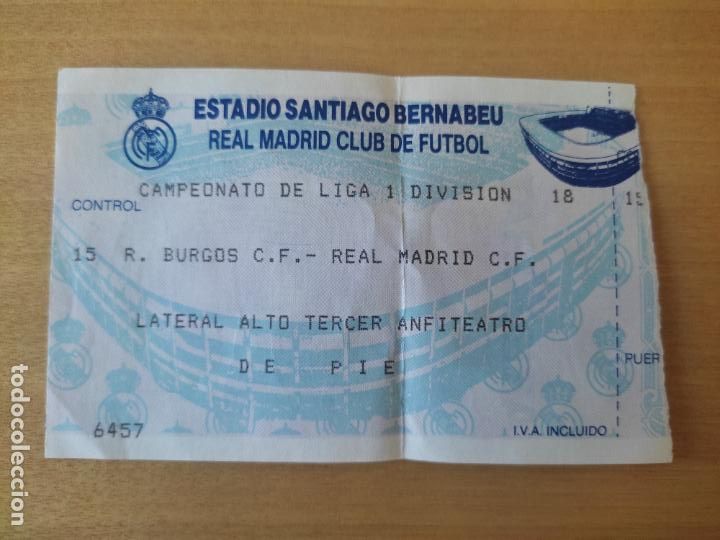 ESTADIO SANTIAGO BERNABEU
REAL MADRID CLUB DE FUTBOL
CAMPEONATO DE LIGA 1 DIVISION 18 15
CONTROL
15 R. BURGOS C.F.- REAL MADRID C.F.
LATERAL ALTO TERCER ANFITEATRO
DE PIE
PUER
6457
I.V.A. INCLUIDO
todocoleccion.net